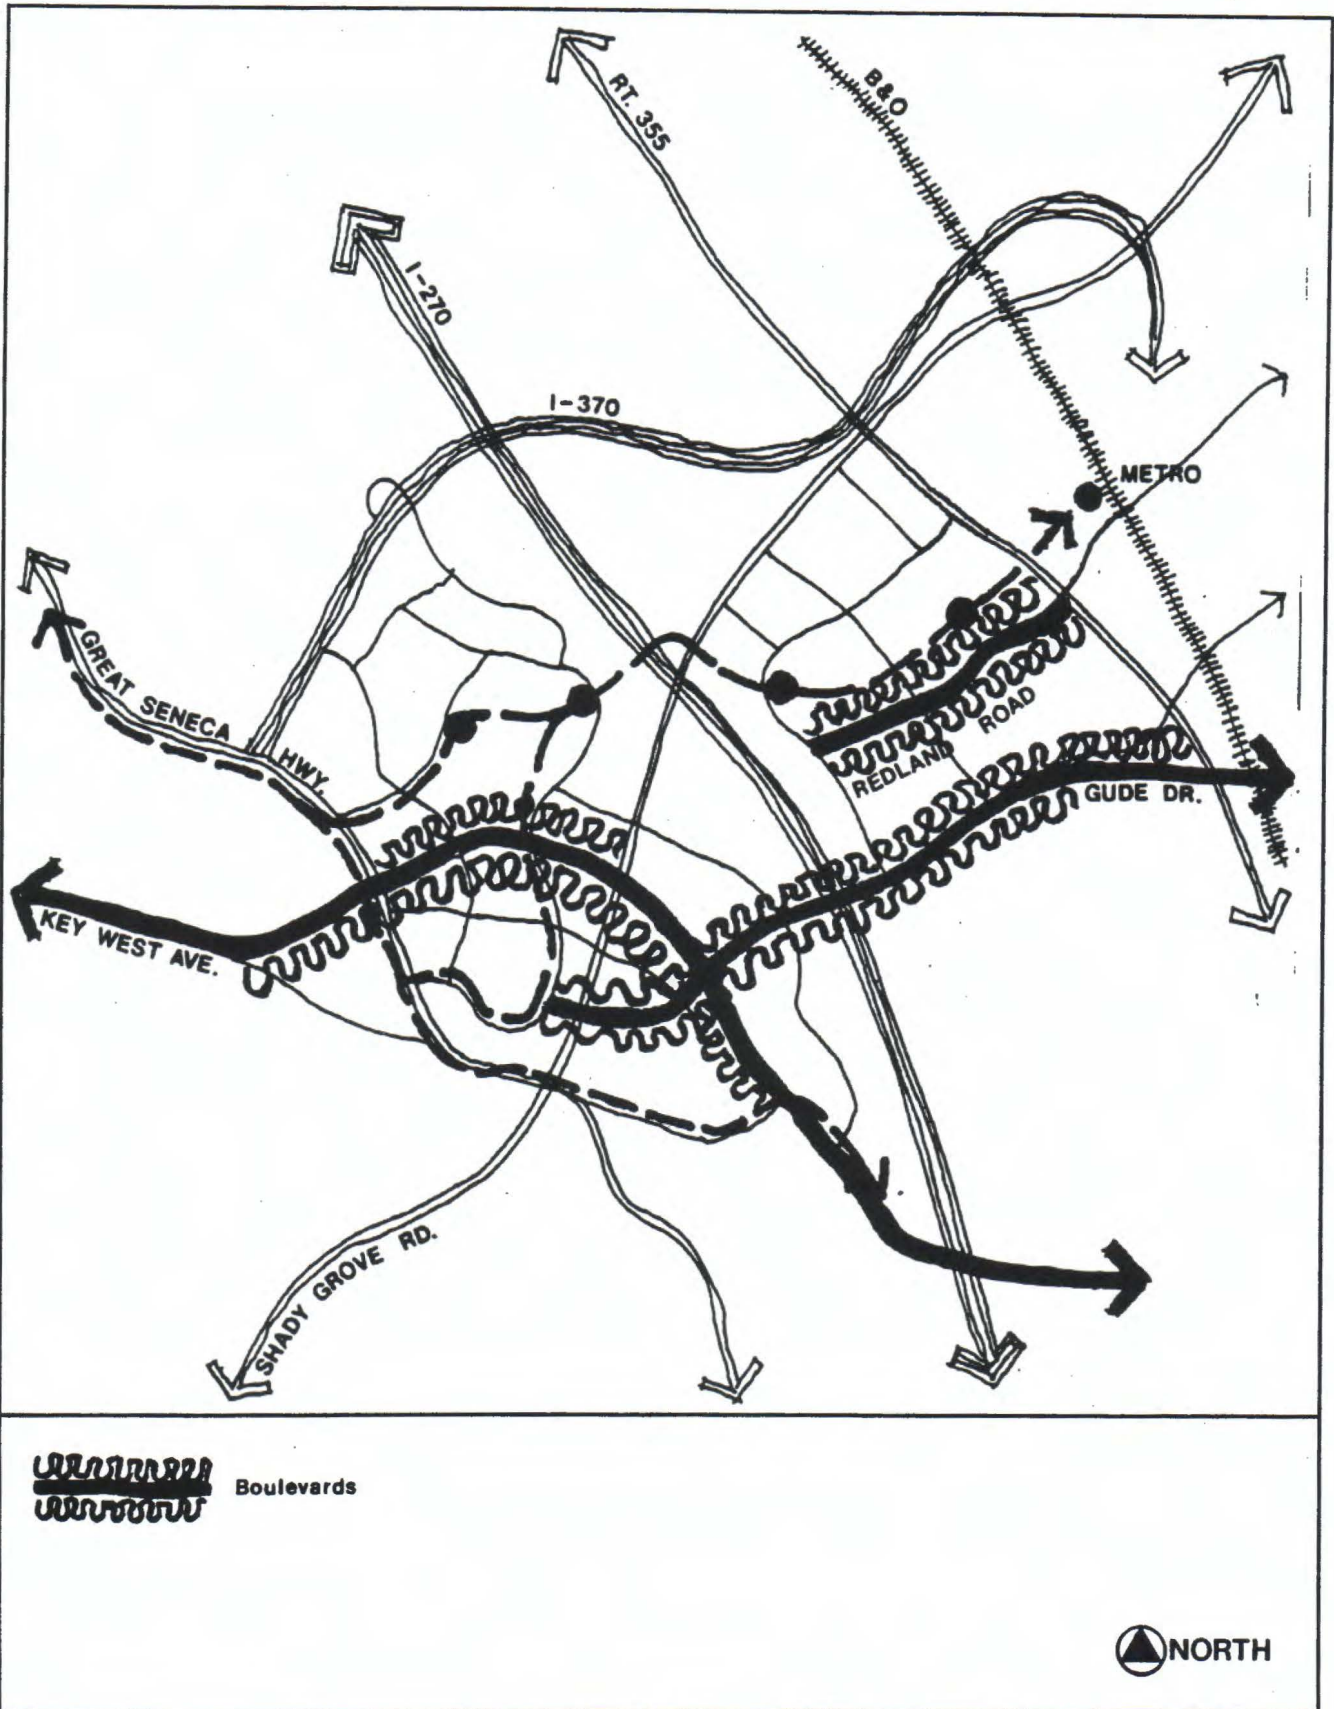 B&O
RT. 355
I-270
I-370
METRO
GREAT SENECA HWY.
REDLAND ROAD
GUDE DR.
KEY WEST AVE.
SHADY GROVE RD.
Boulevards
NORTH